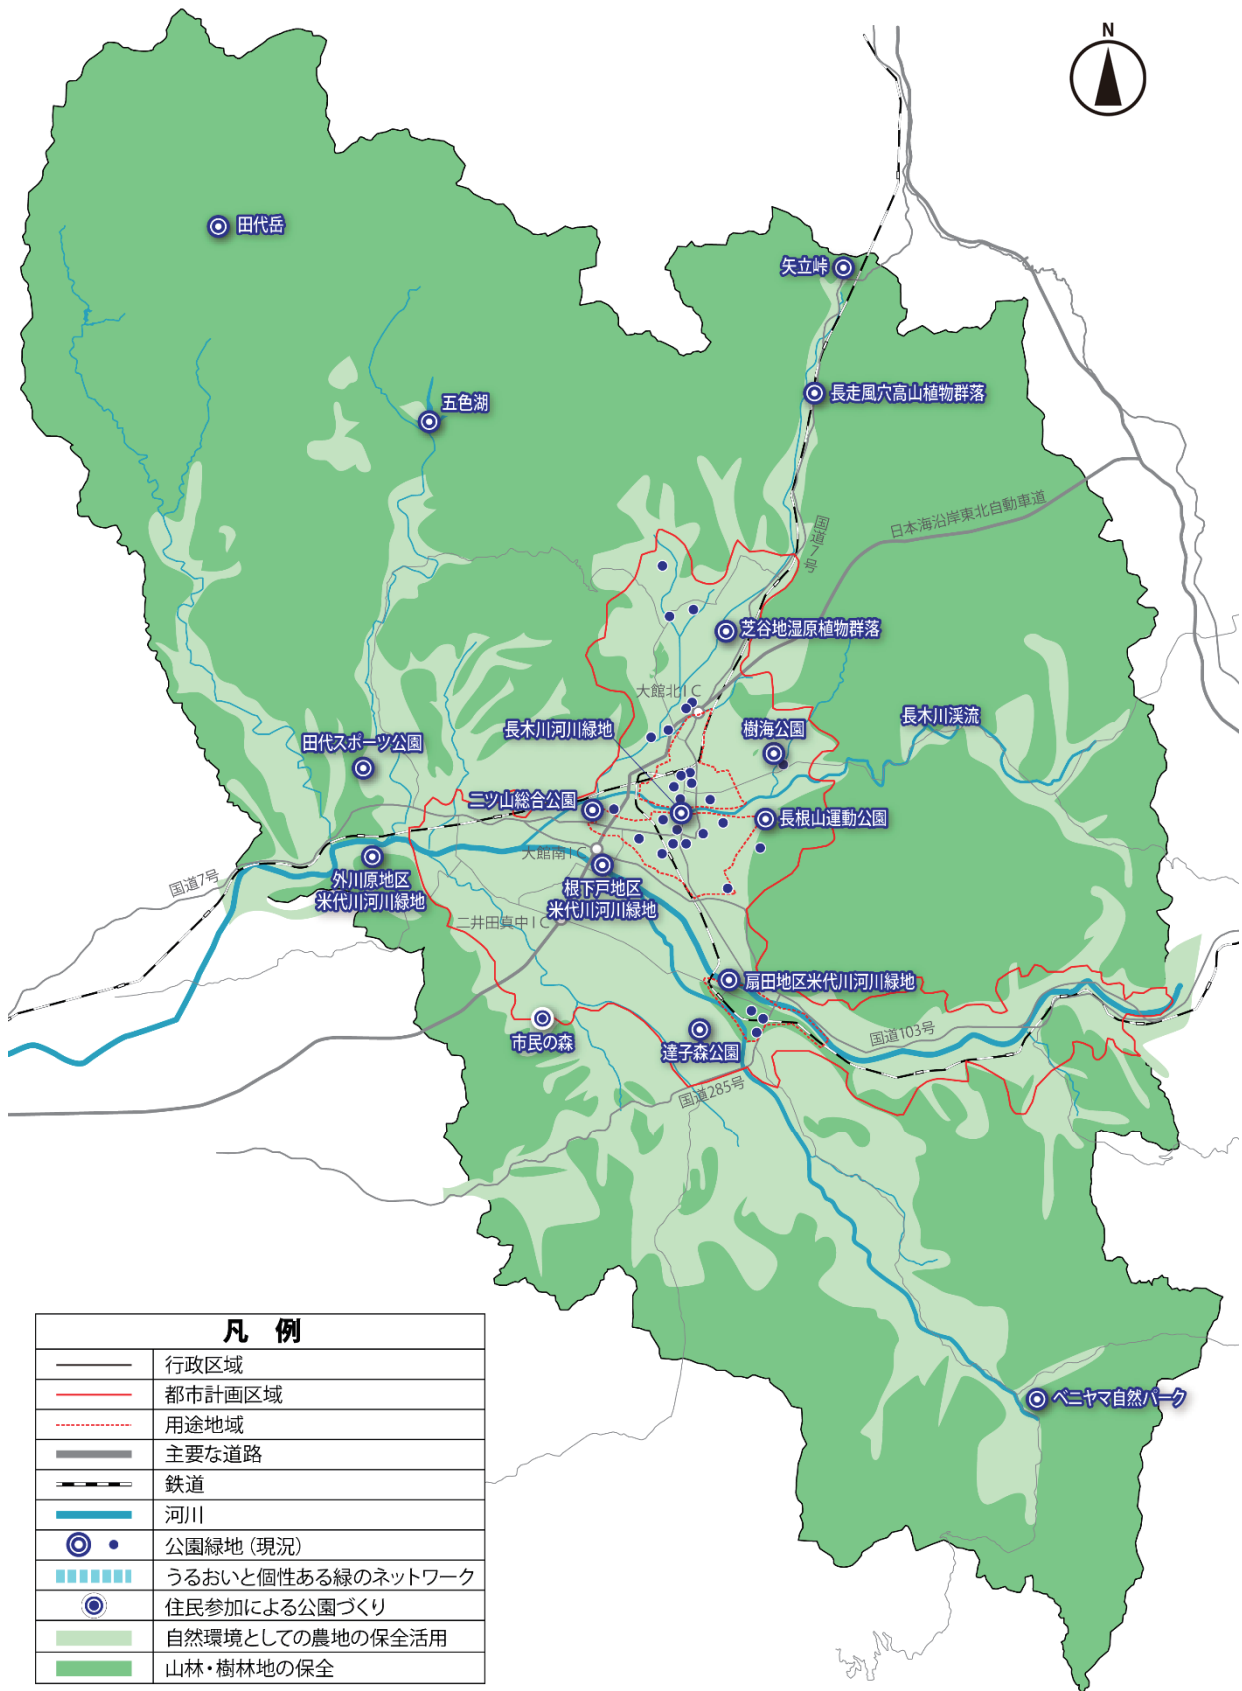 N
田代岳
矢立峠
長走風穴高山植物群落
五色湖
日本海沿岸東北自動車道
国道7号
芝谷地湿原植物群落
大館北IC
長木川河川緑地
樹海公園
長木川渓流
田代スポーツ公園
二ツ山総合公園
長根山運動公園
大館南IC
国道7号
外川原地区
米代川河川緑地
根下戸地区
米代川河川緑地
二井田真中IC
扇田地区米代川河川緑地
市民の森
達子森公園
国道103号
国道285号
ベニヤマ自然パーク
凡 例
行政区域
都市計画区域
用途地域
主要な道路
鉄道
河川
公園緑地(現況)
うるおいと個性ある緑のネットワーク
住民参加による公園づくり
自然環境としての農地の保全活用
山林・樹林地の保全